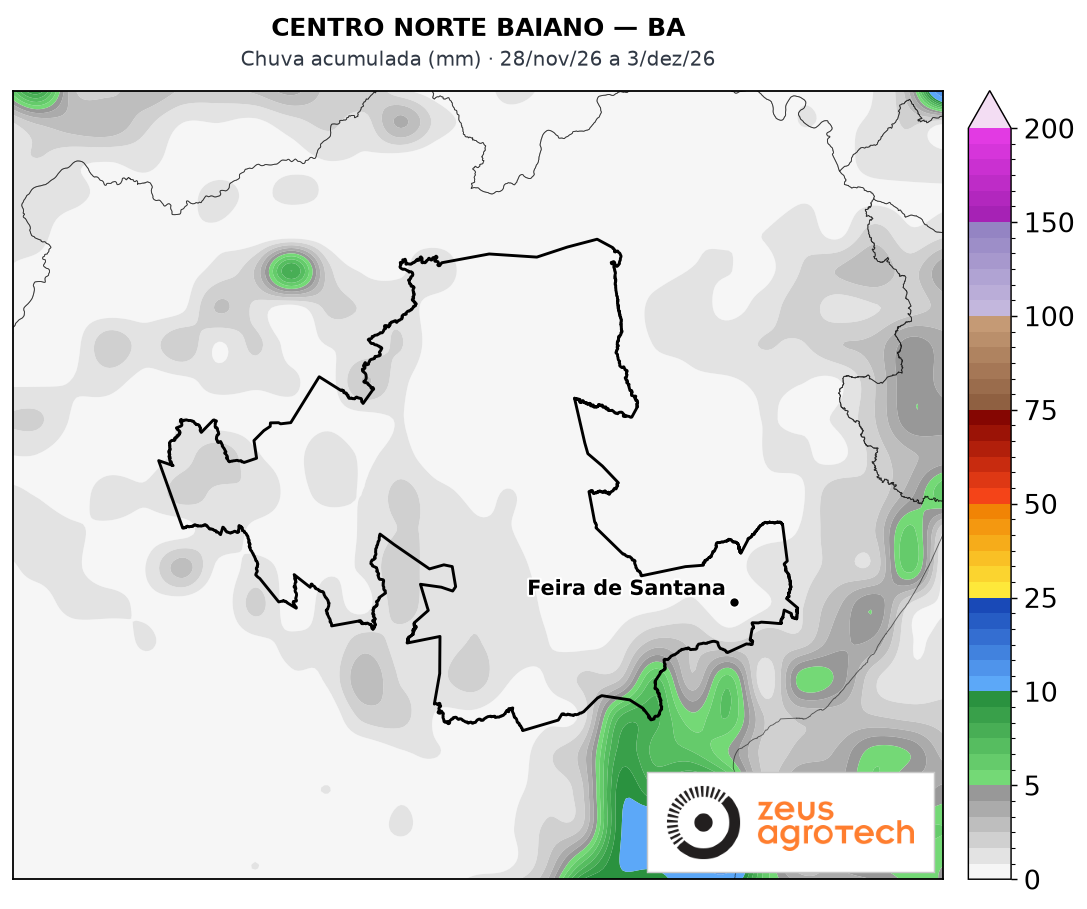 CENTRO NORTE BAIANO — BA
Chuva acumulada (mm) · 28/nov/26 a 3/dez/26
200
150
100
75
50
25
10
5
0
Feira de Santana
zeus
agrotech